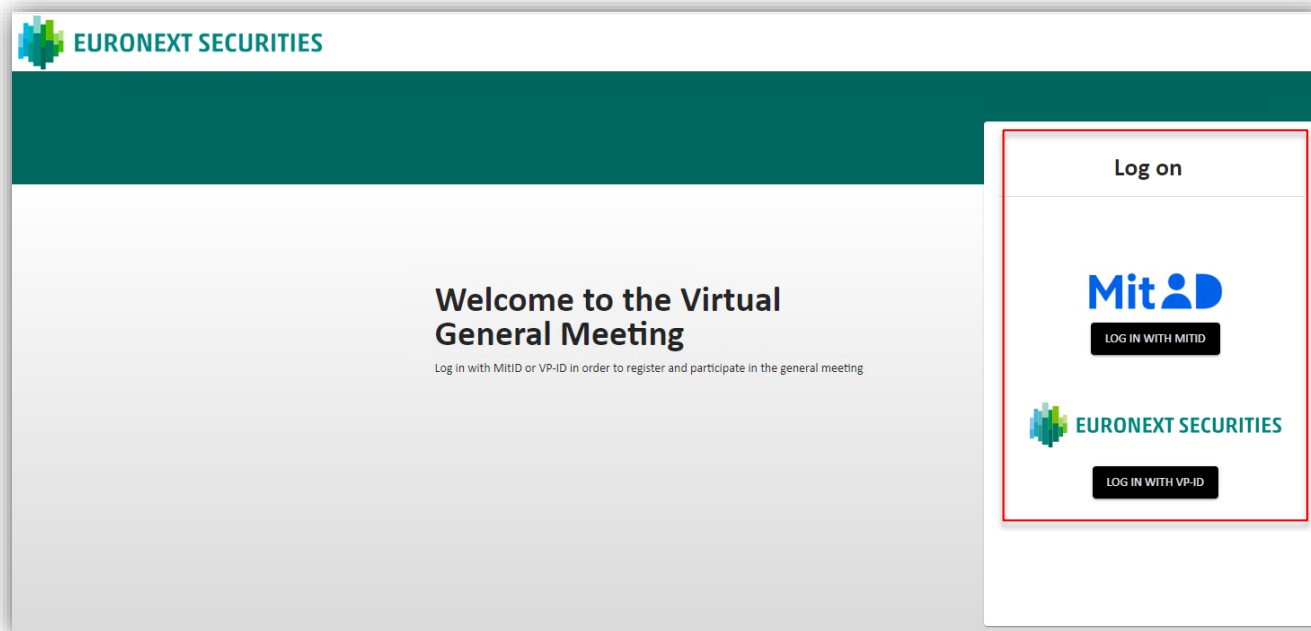 EURONEXT SECURITIES
Log on
Welcome to the Virtual
General Meeting
Log in with MitID or VP-ID in order to register and participate in the general meeting
Mit D
LOG IN WITH MITID
EURONEXT SECURITIES
LOG IN WITH VP-ID